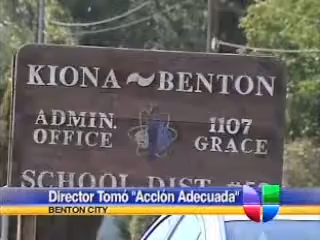 KIONA~BENTON
ADMIN. 1107
OFFICE GRACE
SCHOOL DIST.
Director Tomó "Acción Adecuada"
BENTON CITY